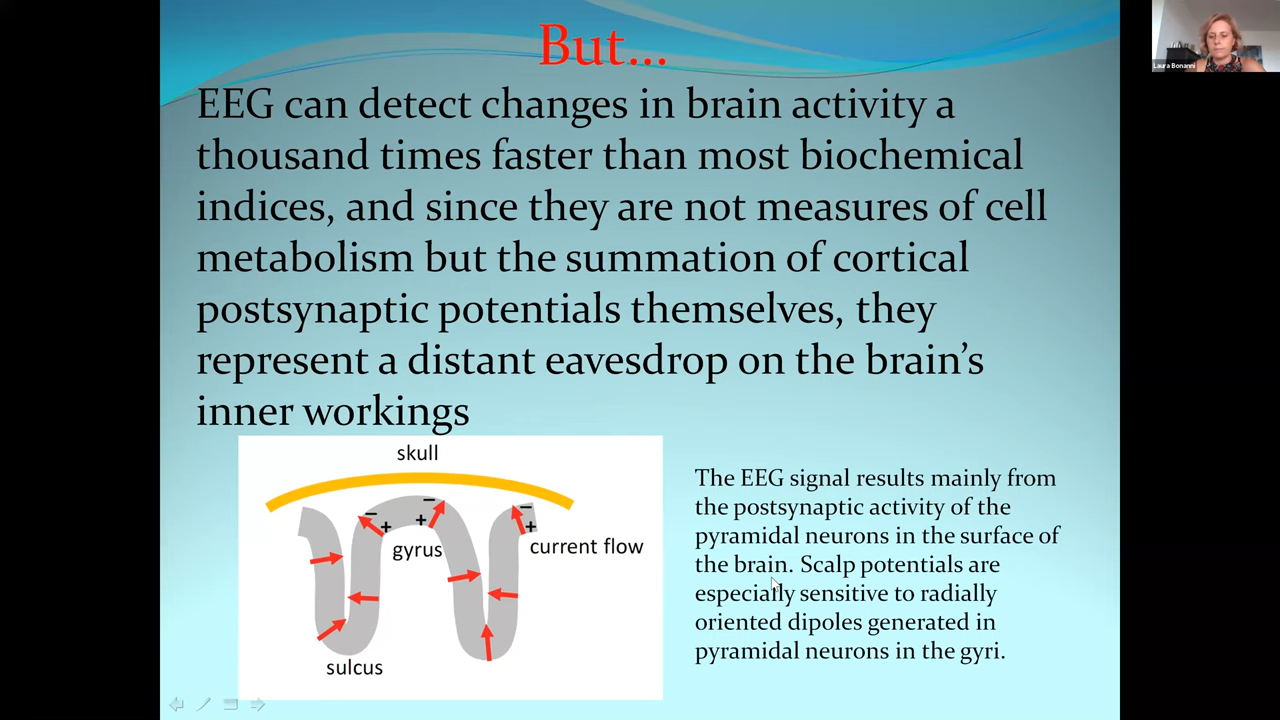 But...
Laura Bonanni
EEG can detect changes in brain activity a
thousand times faster than most biochemical
indices, and since they are not measures of cell
metabolism but the summation of cortical
postsynaptic potentials themselves, they
represent a distant eavesdrop on the brain’s
inner workings
skull
−
−
−
+
+
+
gyrus
current flow
sulcus
The EEG signal results mainly from
the postsynaptic activity of the
pyramidal neurons in the surface of
the brain. Scalp potentials are
especially sensitive to radially
oriented dipoles generated in
pyramidal neurons in the gyri.